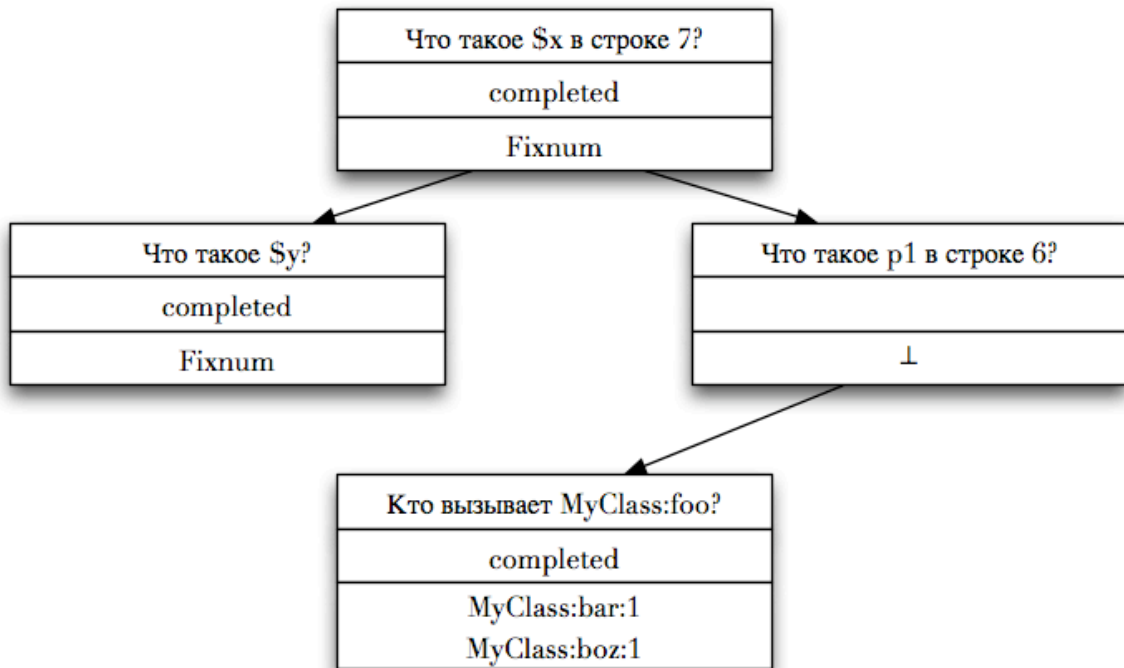 Что такое $x в строке 7?
completed
Fixnum
Что такое $y?
completed
Fixnum
Что такое p1 в строке 6?
⊥
Кто вызывает MyClass:foo?
completed
MyClass:bar:1
MyClass:boz:1